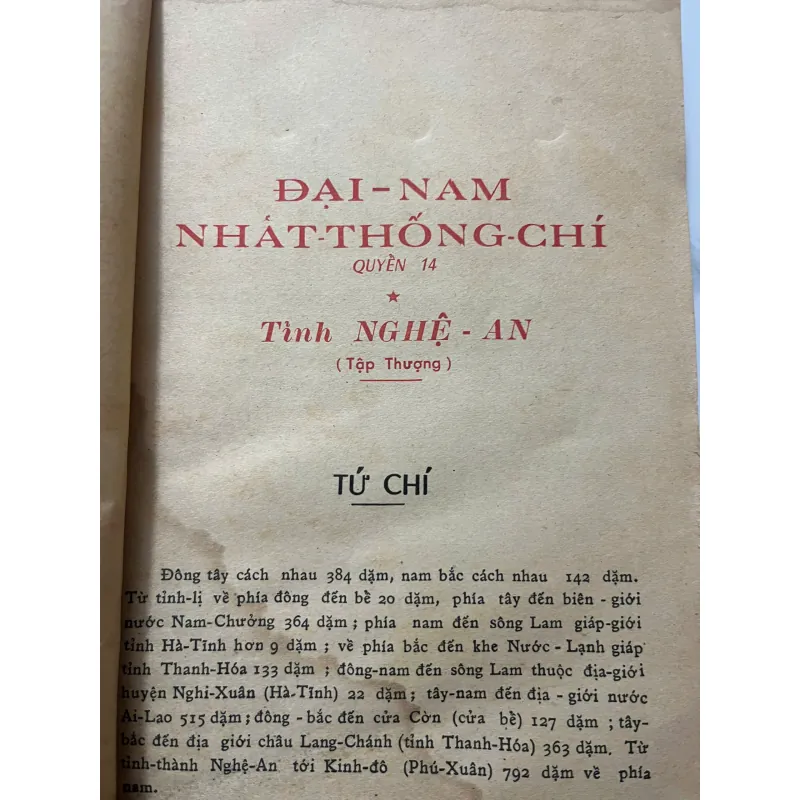 ĐẠI-NAM
NHẤT-THỐNG-CHÍ
QUYỂN 14
Tỉnh NGHỆ - AN
( Tập Thượng )
TỨ CHÍ
Đông tây cách nhau 384 dặm, nam bắc cách nhau 142 dặm.
Từ tỉnh-lị về phía đông đến bể 20 dặm, phía tây đến biên - giới
nước Nam-Chưởng 364 dặm ; phía nam đến sông Lam giáp-giới
tỉnh Hà-Tĩnh hơn 9 dặm ; về phía bắc đến khe Nước - Lạnh giáp
tỉnh Thanh-Hóa 133 dặm ; đông-nam đến sông Lam thuộc địa-giới
huyện Nghi-Xuân (Hà-Tĩnh) 22 dặm ; tây-nam đến địa - giới nước
Ai-Lao 515 dặm ; đông - bắc đến cửa Cờn (cửa bể) 127 dặm ; tây-
bắc đến địa giới châu Lang-Chánh (tỉnh Thanh-Hóa) 363 dặm. Từ
tỉnh-thành Nghệ-An tới Kinh-đô (Phú-Xuân) 792 dặm về phía
nam.